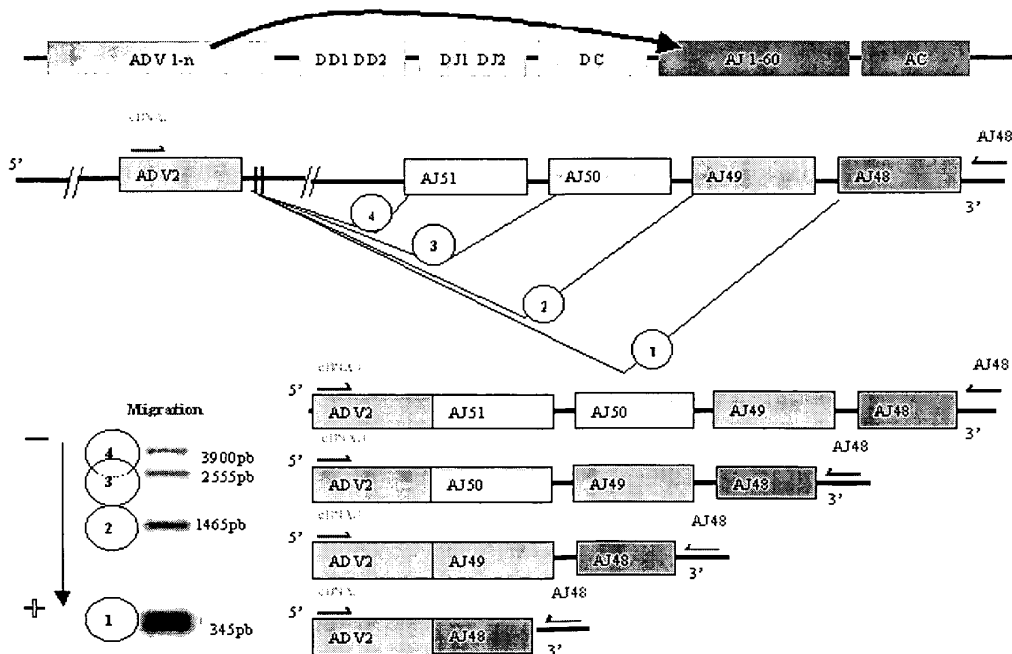 ADV 1-n DD1 DD2 DJ1 DJ2 DC AJ 1-60 AC
5' ADV2 AJ51 AJ50 AJ49 AJ48 AJ48 3'
4
3
2
1
Migration
5' ADV2 AJ51 AJ50 AJ49 AJ48 AJ48 3'
− 4 3900pb
3 2555pb
5' ADV2 AJ50 AJ49 AJ48 AJ48 3'
2 1465pb
5' ADV2 AJ49 AJ48 AJ48 3'
+ 1 345pb
5' ADV2 AJ48 AJ48 3'